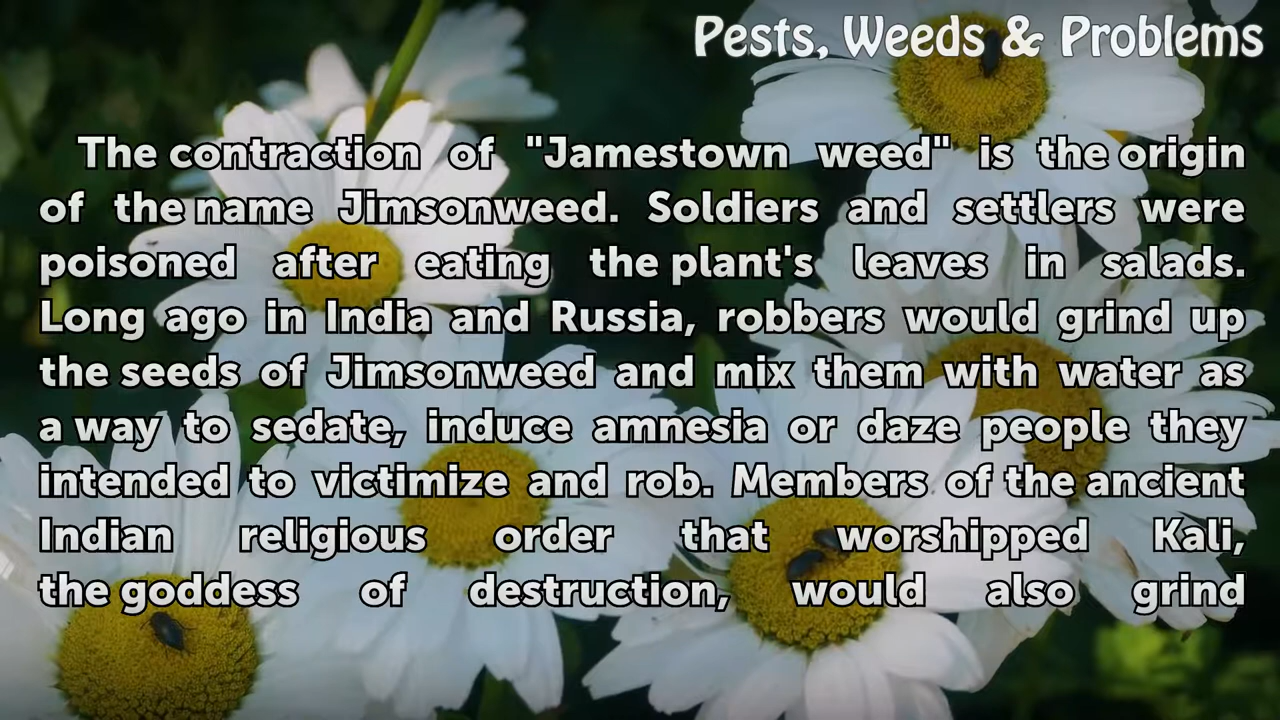 Pests, Weeds & Problems
The contraction of "Jamestown weed" is the origin
of the name Jimsonweed. Soldiers and settlers were
poisoned after eating the plant's leaves in salads.
Long ago in India and Russia, robbers would grind up
the seeds of Jimsonweed and mix them with water as
a way to sedate, induce amnesia or daze people they
intended to victimize and rob. Members of the ancient
Indian religious order that worshipped Kali,
the goddess of destruction, would also grind